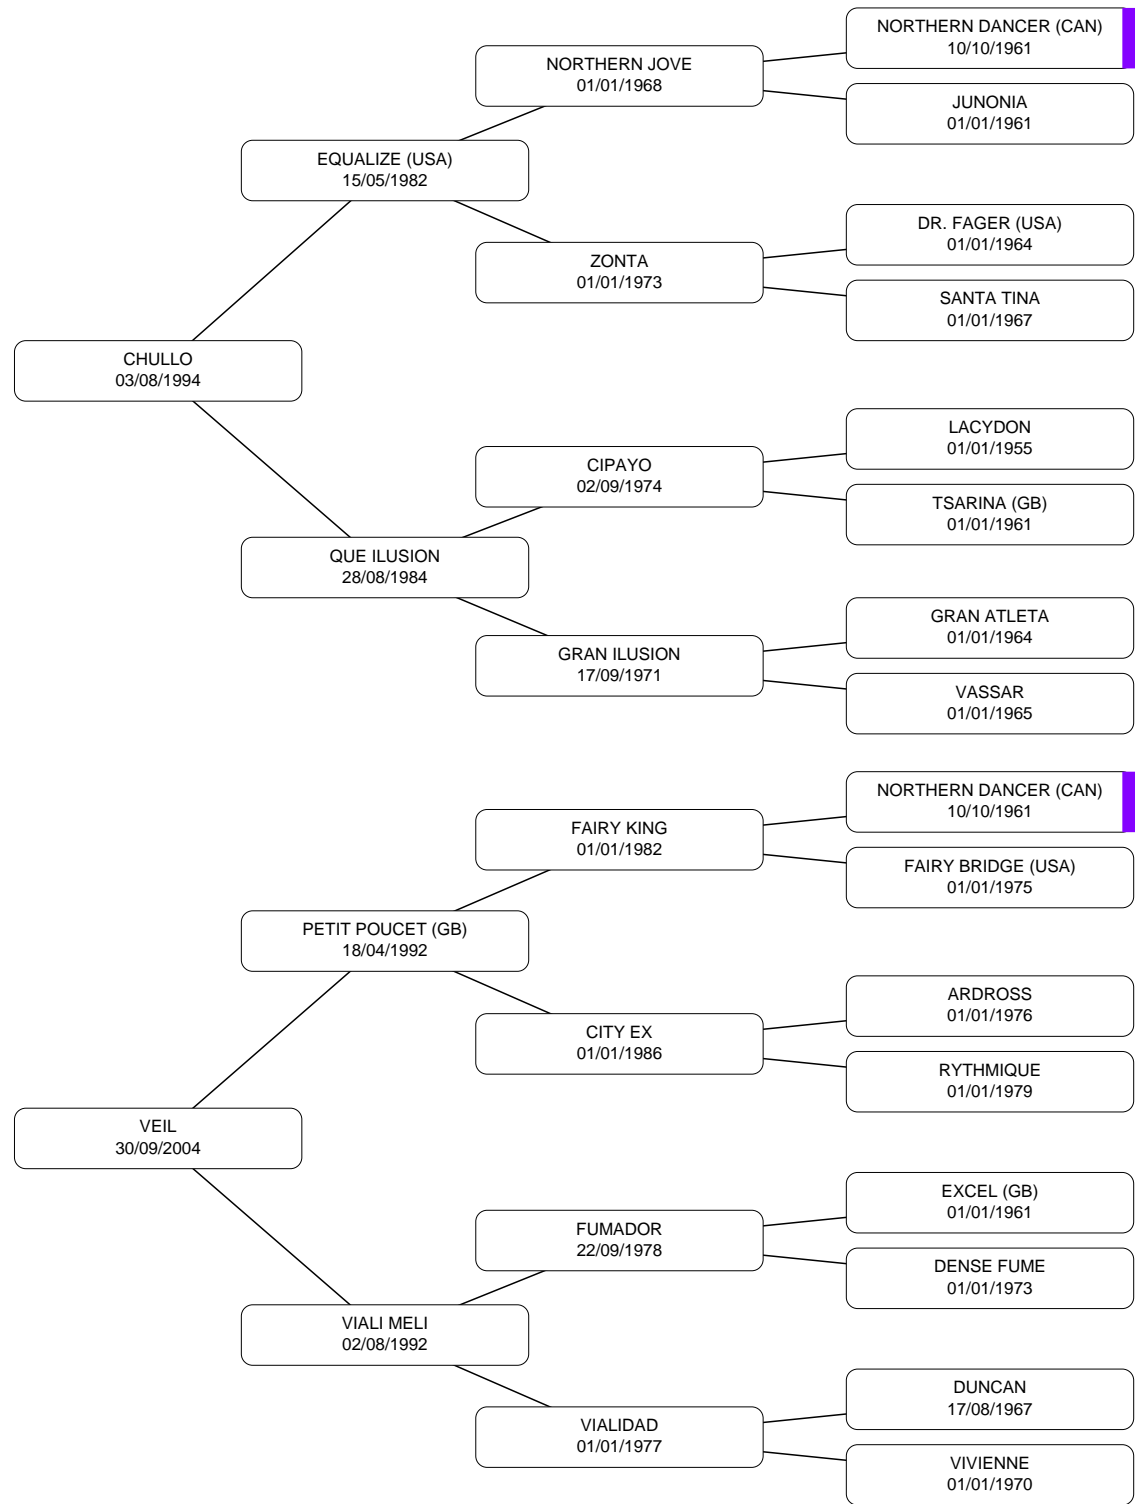 NORTHERN DANCER (CAN)
10/10/1961
NORTHERN JOVE
01/01/1968
JUNONIA
01/01/1961
EQUALIZE (USA)
15/05/1982
DR. FAGER (USA)
01/01/1964
ZONTA
01/01/1973
SANTA TINA
01/01/1967
CHULLO
03/08/1994
LACYDON
01/01/1955
CIPAYO
02/09/1974
TSARINA (GB)
01/01/1961
QUE ILUSION
28/08/1984
GRAN ATLETA
01/01/1964
GRAN ILUSION
17/09/1971
VASSAR
01/01/1965
NORTHERN DANCER (CAN)
10/10/1961
FAIRY KING
01/01/1982
FAIRY BRIDGE (USA)
01/01/1975
PETIT POUCET (GB)
18/04/1992
ARDROSS
01/01/1976
CITY EX
01/01/1986
RYTHMIQUE
01/01/1979
VEIL
30/09/2004
EXCEL (GB)
01/01/1961
FUMADOR
22/09/1978
DENSE FUME
01/01/1973
VIALI MELI
02/08/1992
DUNCAN
17/08/1967
VIALIDAD
01/01/1977
VIVIENNE
01/01/1970